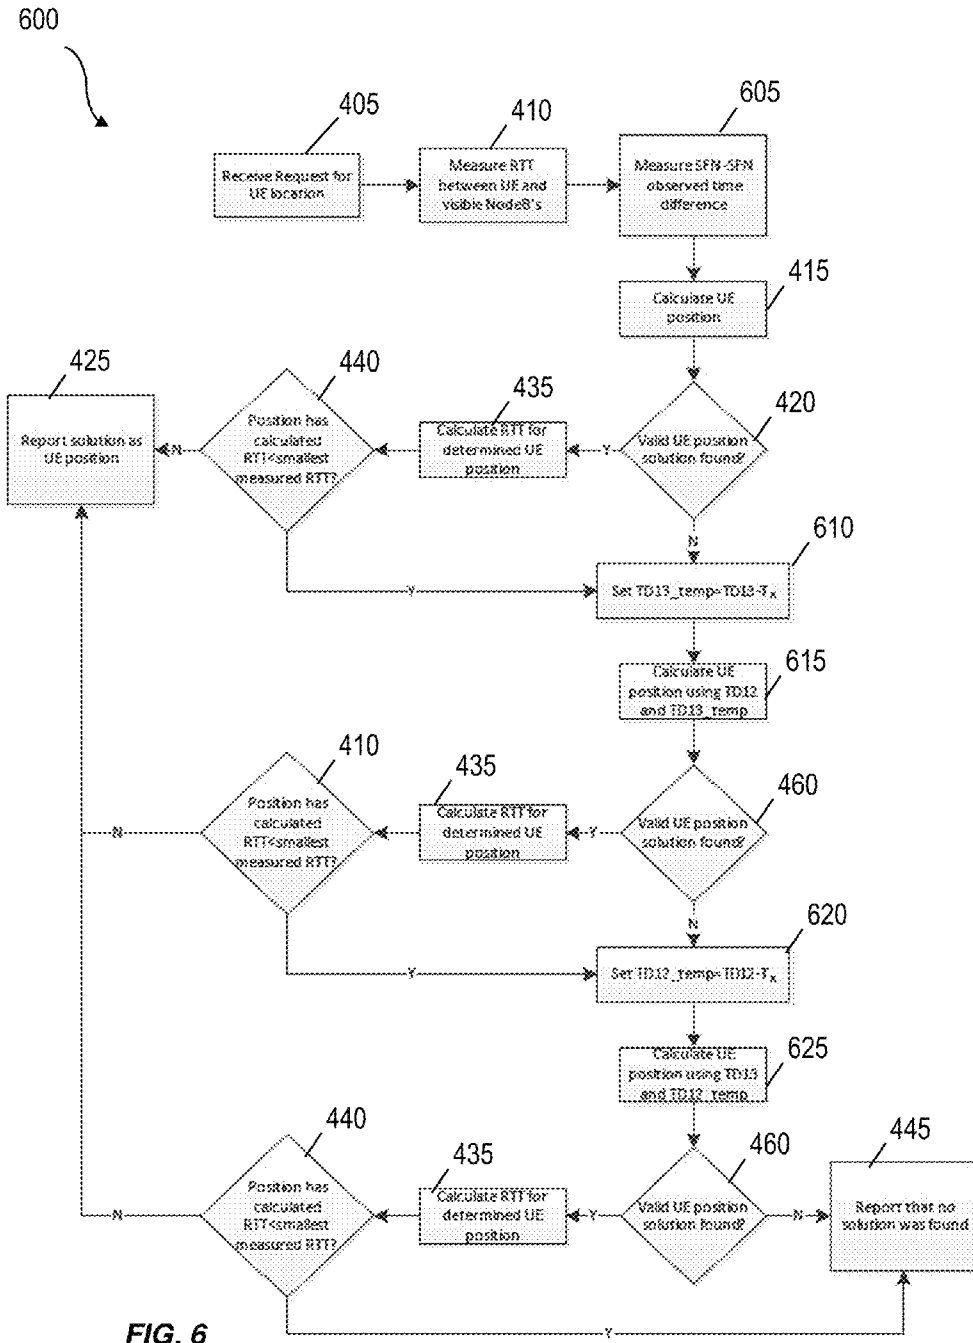 600
405
410
605
Receive Request for
UE location
Measure RTT
between UE and
visible NodeB's
Measure SFN-SFN
observed time
difference
415
Calculate UE
position
425
440
435
420
Report solution as
UE position
N
Position has
calculated
RTT<smallest
measured RTT?
Calculate RTT for
determined UE
position
Y
Valid UE position
solution found?
N
610
Y
Set TD13_temp=TD13-Tx
615
Calculate UE
position using TD12
and TD13_temp
410
435
460
N
Position has
calculated
RTT<smallest
measured RTT?
Calculate RTT for
determined UE
position
Y
Valid UE position
solution found?
N
620
Y
Set TD12_temp=TD12-Tx
625
Calculate UE
position using TD13
and TD12_temp
440
435
460
445
N
Position has
calculated
RTT<smallest
measured RTT?
Calculate RTT for
determined UE
position
Y
Valid UE position
solution found?
N
Report that no
solution was found
Y
FIG. 6